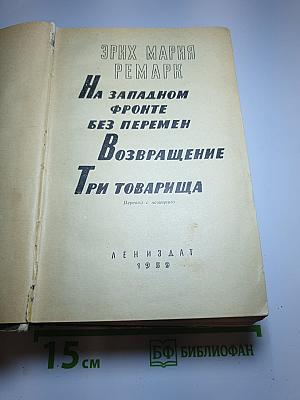 ЭРИХ МАРИЯ
РЕМАРК
НА ЗАПАДНОМ
ФРОНТЕ
БЕЗ ПЕРЕМЕН
ВОЗВРАЩЕНИЕ
ТРИ ТОВАРИЩА
Перевод с немецкого
ЛЕНИЗДАТ
1959
15 см
БФ БИБЛИОФАН